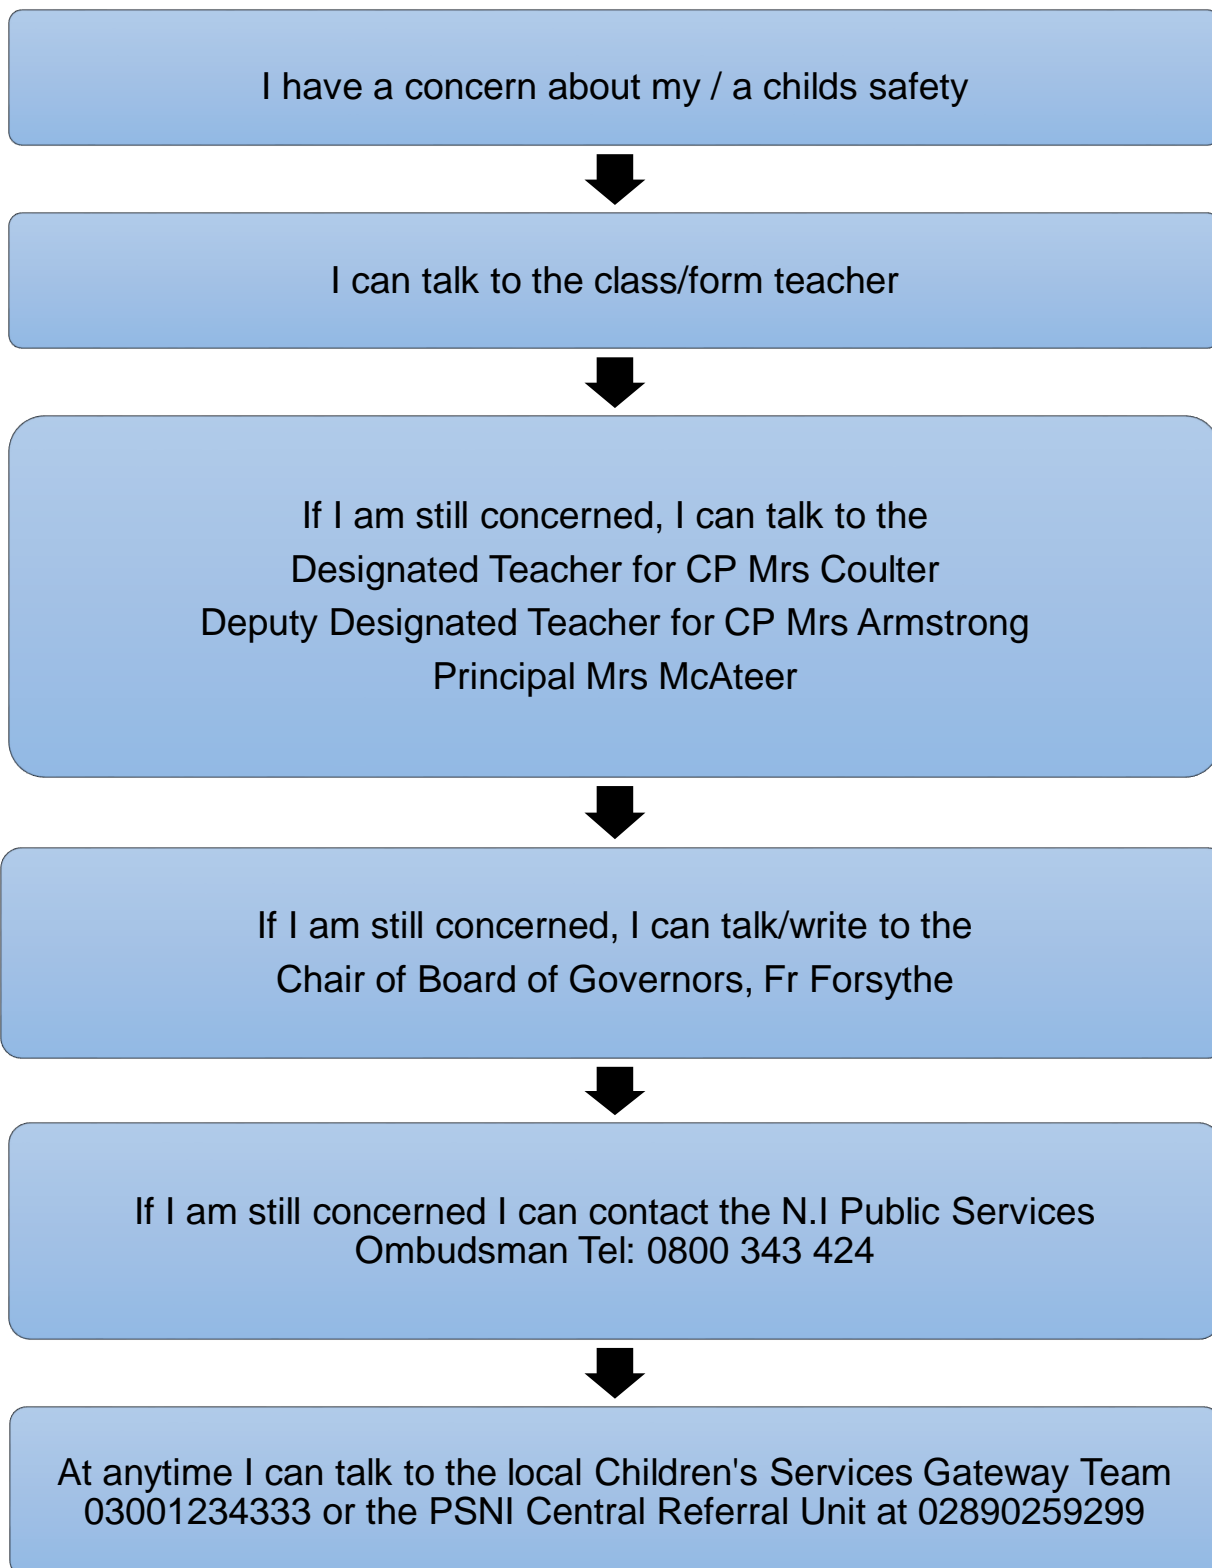 I have a concern about my / a childs safety
I can talk to the class/form teacher
If I am still concerned, I can talk to the
Designated Teacher for CP Mrs Coulter
Deputy Designated Teacher for CP Mrs Armstrong
Principal Mrs McAteer
If I am still concerned, I can talk/write to the
Chair of Board of Governors, Fr Forsythe
If I am still concerned I can contact the N.I Public Services
Ombudsman Tel: 0800 343 424
At anytime I can talk to the local Children's Services Gateway Team
03001234333 or the PSNI Central Referral Unit at 02890259299